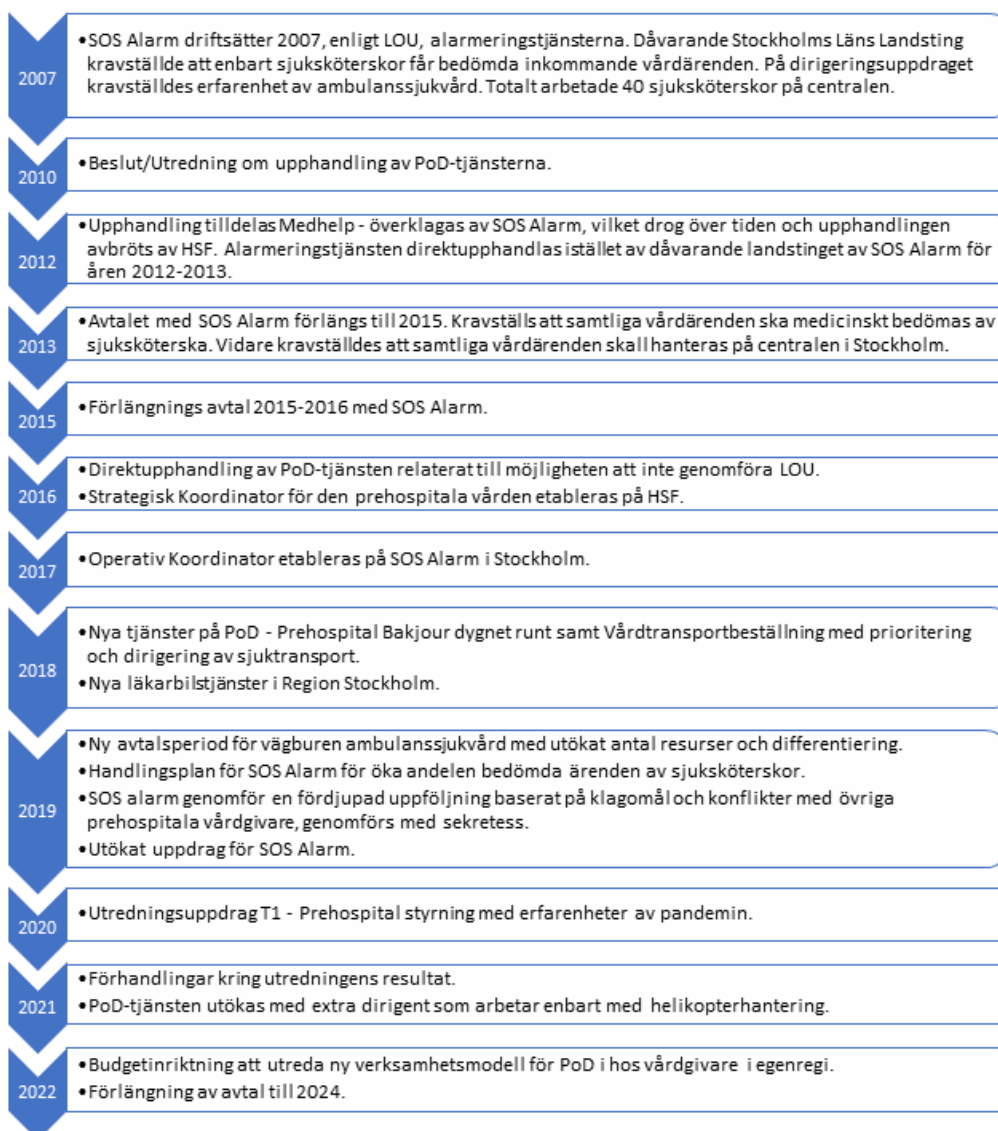 2007
•SOS Alarm driftsätter 2007, enligt LOU, alarmeringstjänsterna. Dåvarande Stockholms Läns Landsting
kravställde att enbart sjuksköterskor får bedömda inkommande vårdärenden. På dirigeringsuppdraget
kravställdes erfarenhet av ambulanssjukvård. Totalt arbetade 40 sjuksköterskor på centralen.
2010
•Beslut/Utredning om upphandling av PoD-tjänsterna.
2012
•Upphandling tilldelas Medhelp - överklagas av SOS Alarm, vilket drog över tiden och upphandlingen
avbröts av HSF. Alarmeringstjänsten direktupphandlas istället av dåvarande landstinget av SOS Alarm för
åren 2012-2013.
2013
•Avtalet med SOS Alarm förlängs till 2015. Kravställs att samtliga vårdärenden ska medicinskt bedömas av
sjuksköterska. Vidare kravställdes att samtliga vårdärenden skall hanteras på centralen i Stockholm.
2015
•Förlängnings avtal 2015-2016 med SOS Alarm.
2016
•Direktupphandling av PoD-tjänsten relaterat till möjligheten att inte genomföra LOU.
•Strategisk Koordinator för den prehospitala vården etableras på HSF.
2017
•Operativ Koordinator etableras på SOS Alarm i Stockholm.
2018
•Nya tjänster på PoD - Prehospital Bakjour dygnet runt samt Vårdtransportbeställning med prioritering
och dirigering av sjuktransport.
•Nya läkarbilstjänster i Region Stockholm.
2019
•Ny avtalsperiod för vägburen ambulanssjukvård med utökat antal resurser och differentiering.
•Handlingsplan för SOS Alarm för öka andelen bedömda ärenden av sjuksköterskor.
•SOS alarm genomför en fördjupad uppföljning baserat på klagomål och konflikter med övriga
prehospitala vårdgivare, genomförs med sekretess.
•Utökat uppdrag för SOS Alarm.
2020
•Utredningsuppdrag T1 - Prehospital styrning med erfarenheter av pandemin.
2021
•Förhandlingar kring utredningens resultat.
•PoD-tjänsten utökas med extra dirigent som arbetar enbart med helikopterhantering.
2022
•Budgetinriktning att utreda ny verksamhetsmodell för PoD i hos vårdgivare i egenregi.
•Förlängning av avtal till 2024.